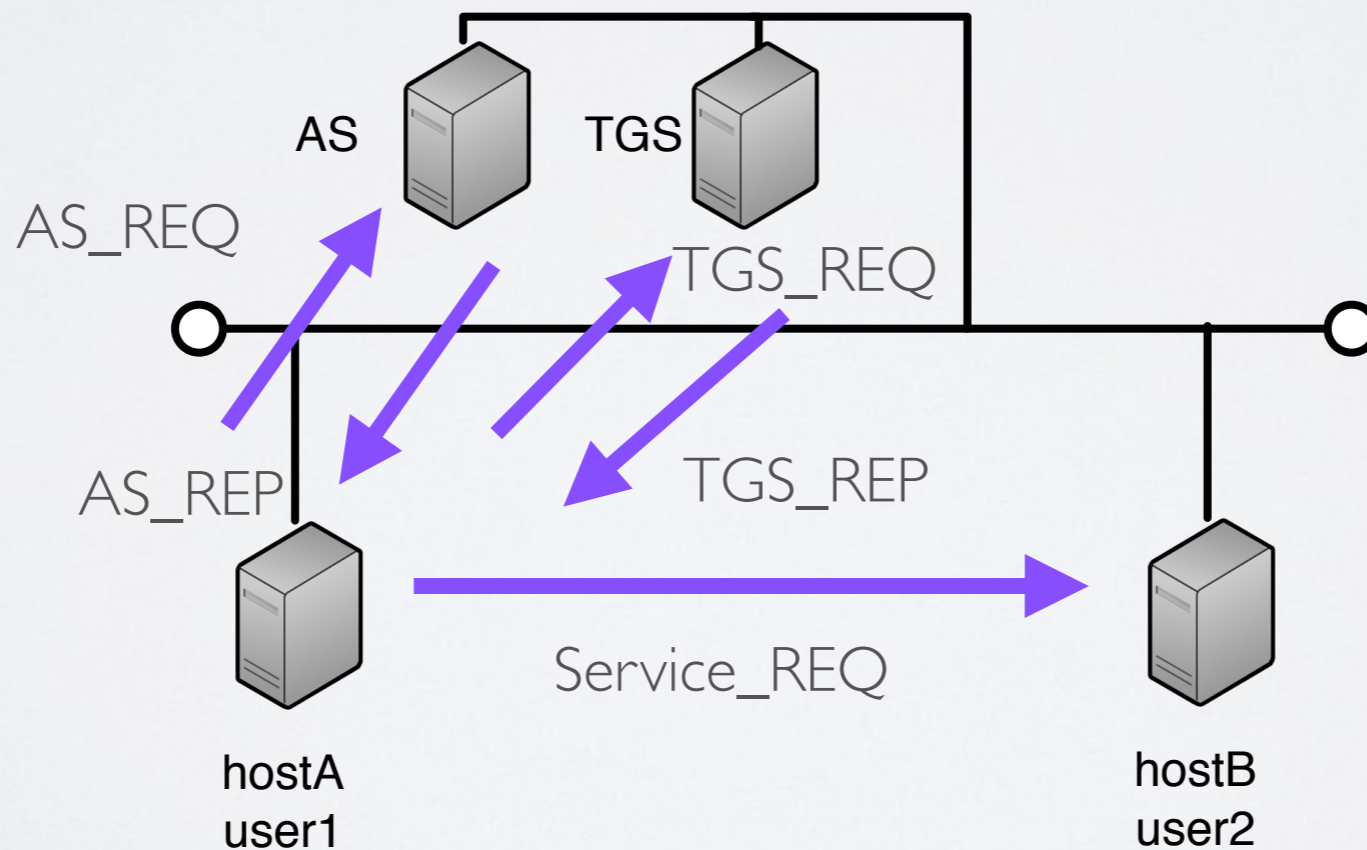 AS
TGS
AS_REQ
TGS_REQ
AS_REP
TGS_REP
Service_REQ
hostA
user1
hostB
user2